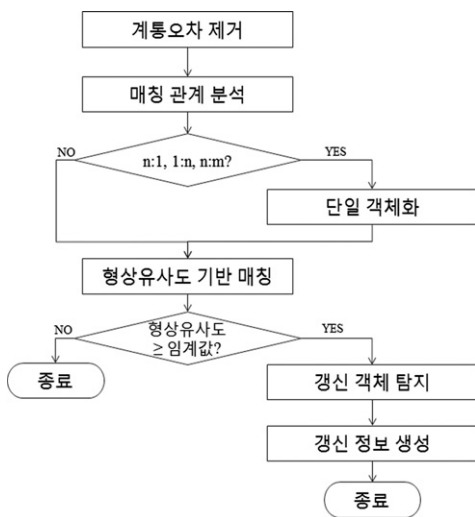 계통오차 제거
매칭 관계 분석
NO
n:1, 1:n, n:m?
YES
단일 객체화
형상유사도 기반 매칭
NO
형상유사도
≥ 임계값?
YES
종료
갱신 객체 탐지
갱신 정보 생성
종료